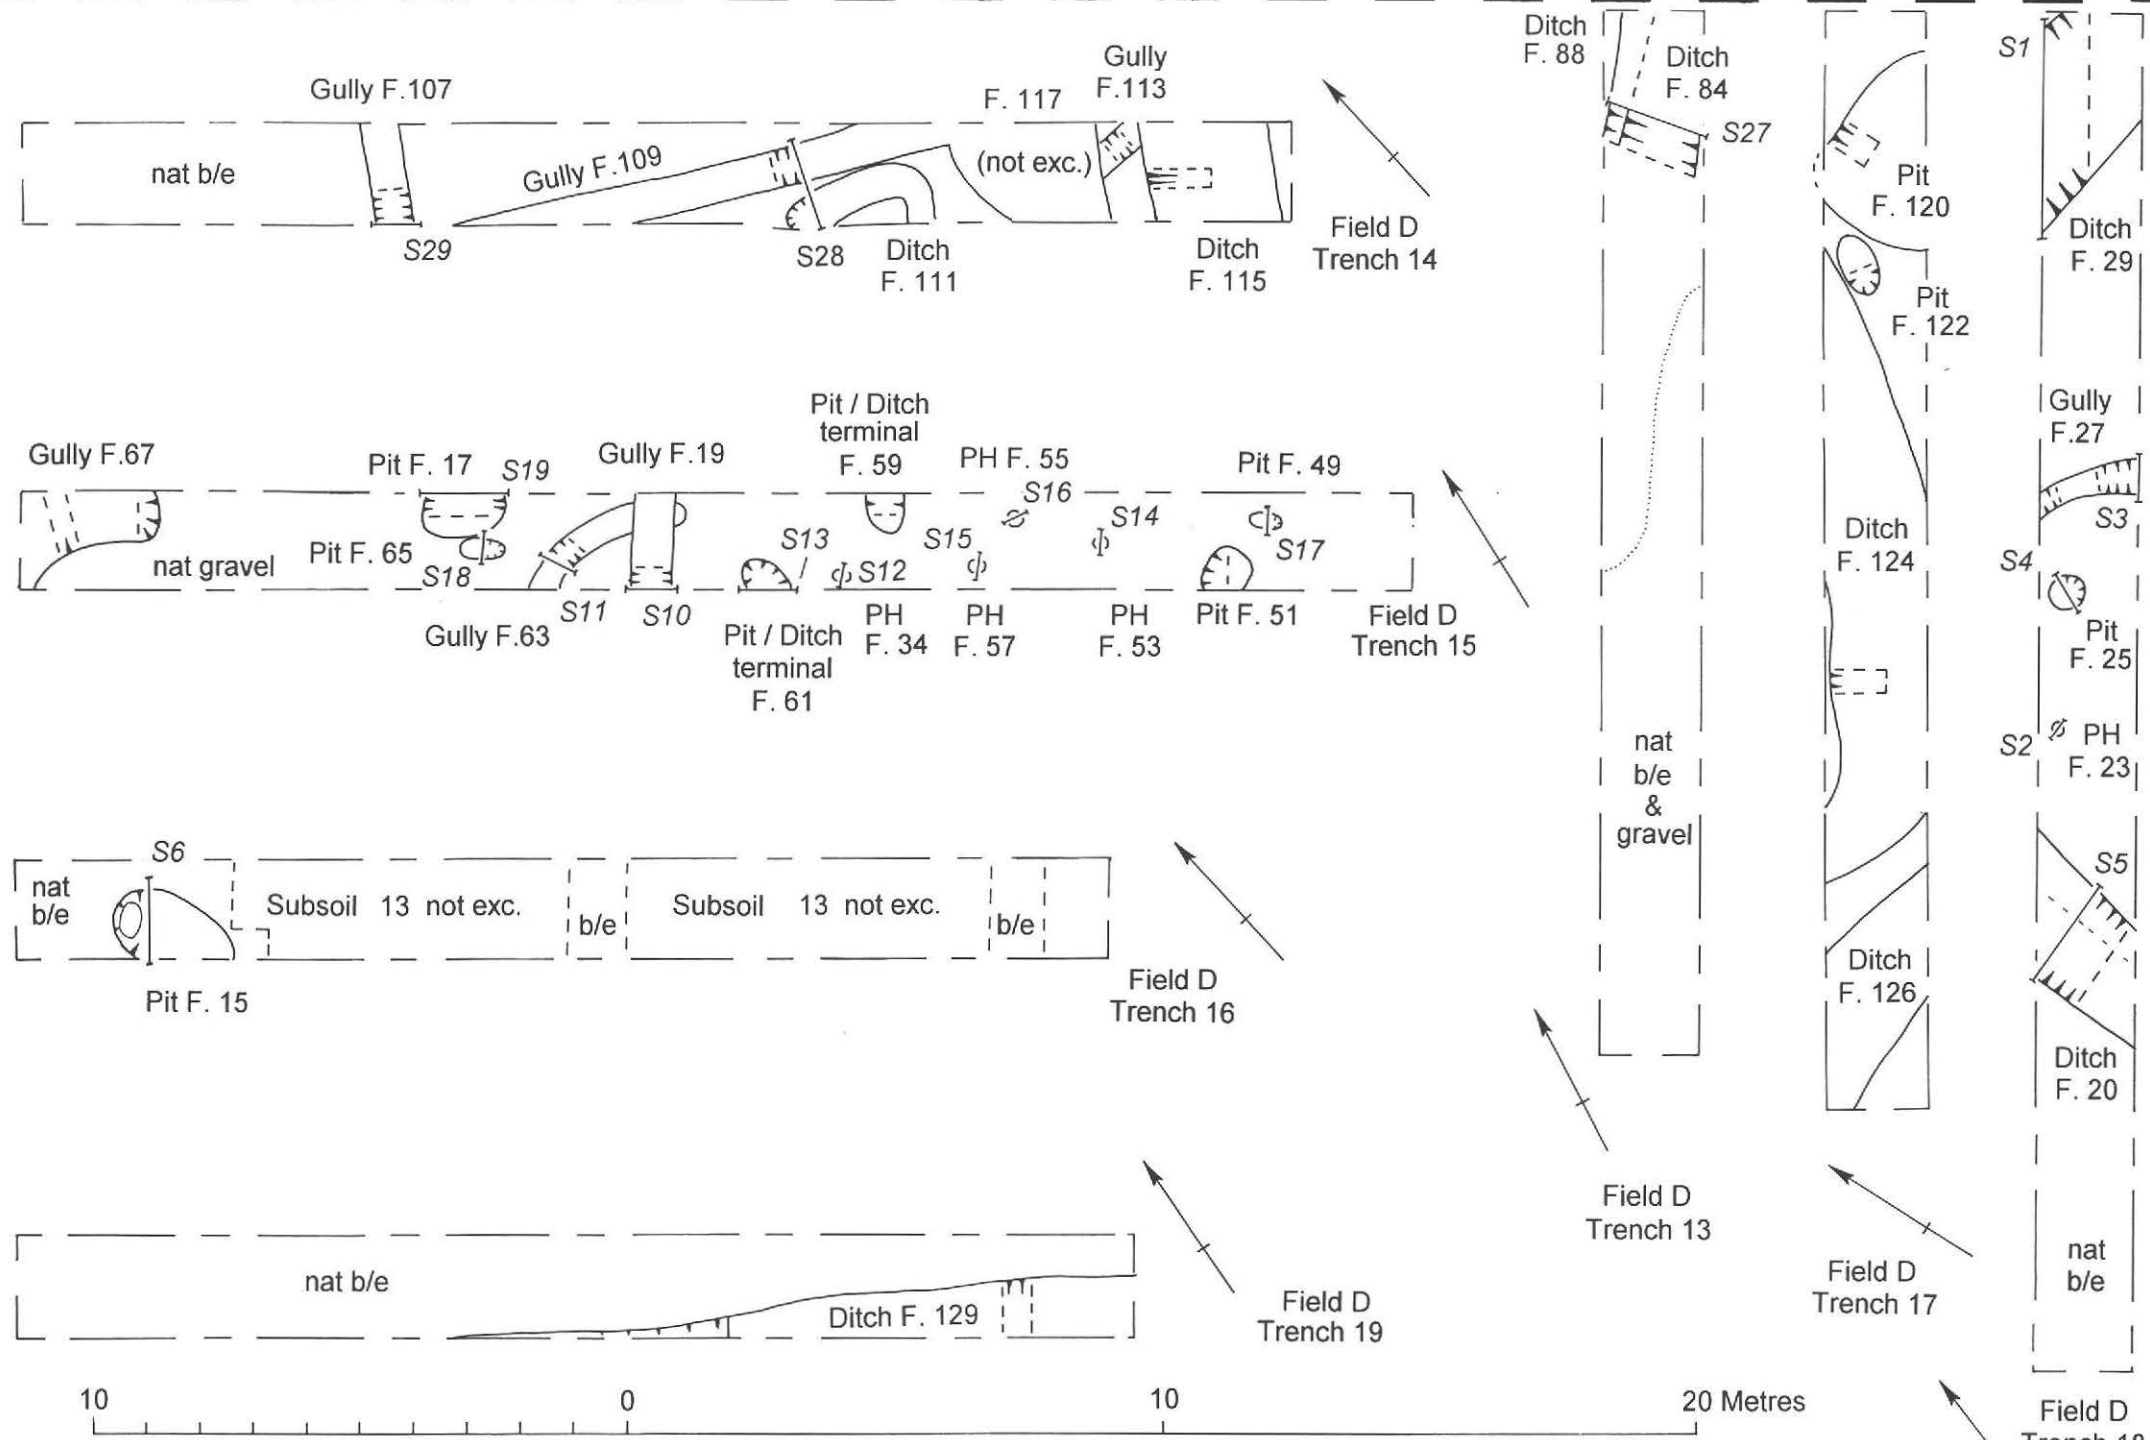 Gully F.107
Gully
F.113
F. 117
nat b/e
Gully F.109
(not exc.)
S29
S28
Ditch
F. 111
Ditch
F. 115
Field D
Trench 14
Gully F.67
Pit F. 17
S19
Gully F.19
Pit / Ditch
terminal
F. 59
PH F. 55
S16
Pit F. 49
S14
S13
S15
S17
S12
Pit F. 65
nat gravel
S18
S11
S10
Gully F.63
Pit / Ditch
terminal
F. 61
PH
F. 34
PH
F. 57
PH
F. 53
Pit F. 51
Field D
Trench 15
S6
nat
b/e
Subsoil 13 not exc.
b/e
Subsoil 13 not exc.
b/e
Pit F. 15
Field D
Trench 16
nat b/e
Ditch F. 129
Field D
Trench 19
Ditch
F. 88
Ditch
F. 84
S27
nat
b/e
&
gravel
Field D
Trench 13
Pit
F. 120
Pit
F. 122
Ditch
F. 124
Ditch
F. 126
Field D
Trench 17
S1
Ditch
F. 29
Gully
F.27
S3
S4
Pit
F. 25
S2
PH
F. 23
S5
Ditch
F. 20
nat
b/e
Field D
10 0 10 20 Metres